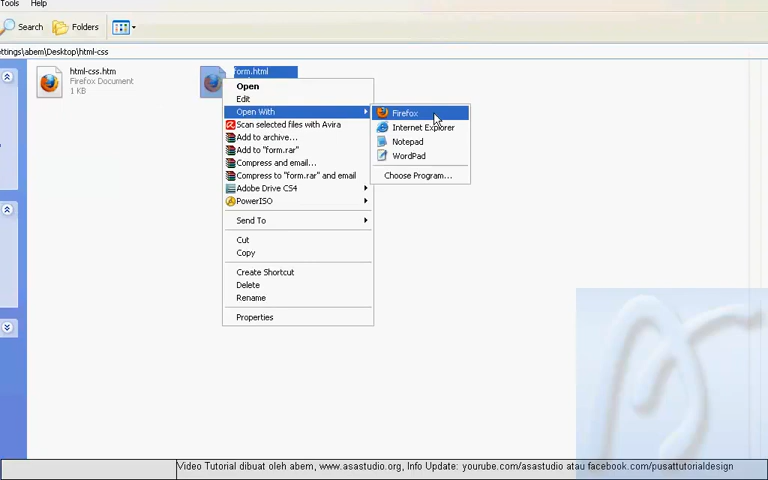 Tools Help
Search Folders
ettings\abem\Desktop\html-css
html-css.htm
Firefox Document
1 KB
form.html
Open
Edit
Open With
Scan selected files with Avira
Add to archive...
Add to "form.rar"
Compress and email...
Compress to "form.rar" and email
Adobe Drive CS4
PowerISO
Send To
Cut
Copy
Create Shortcut
Delete
Rename
Properties
Firefox
Internet Explorer
Notepad
WordPad
Choose Program...
Video Tutorial dibuat oleh abem, www.asastudio.org, Info Update: yourube.com/asastudio atau facebook.com/pusattutorialdesign